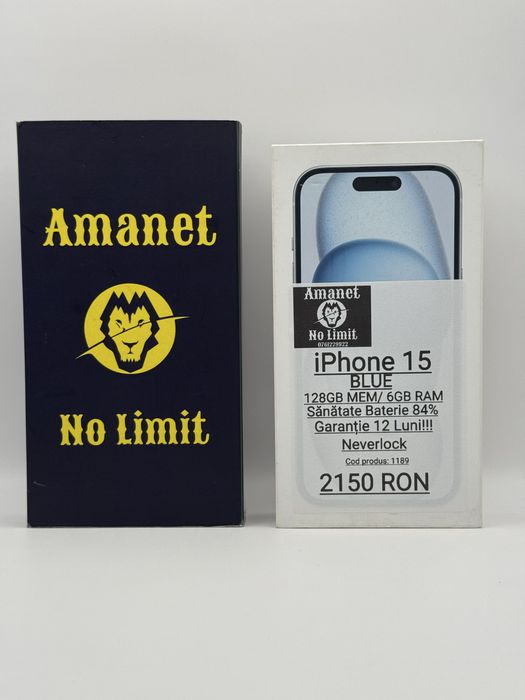 Amanet
No Limit
Amanet
No Limit
0761229922
iPhone 15
BLUE
128GB MEM/ 6GB RAM
Sănătate Baterie 84%
Garanție 12 Luni!!!
Neverlock
Cod produs: 1189
2150 RON